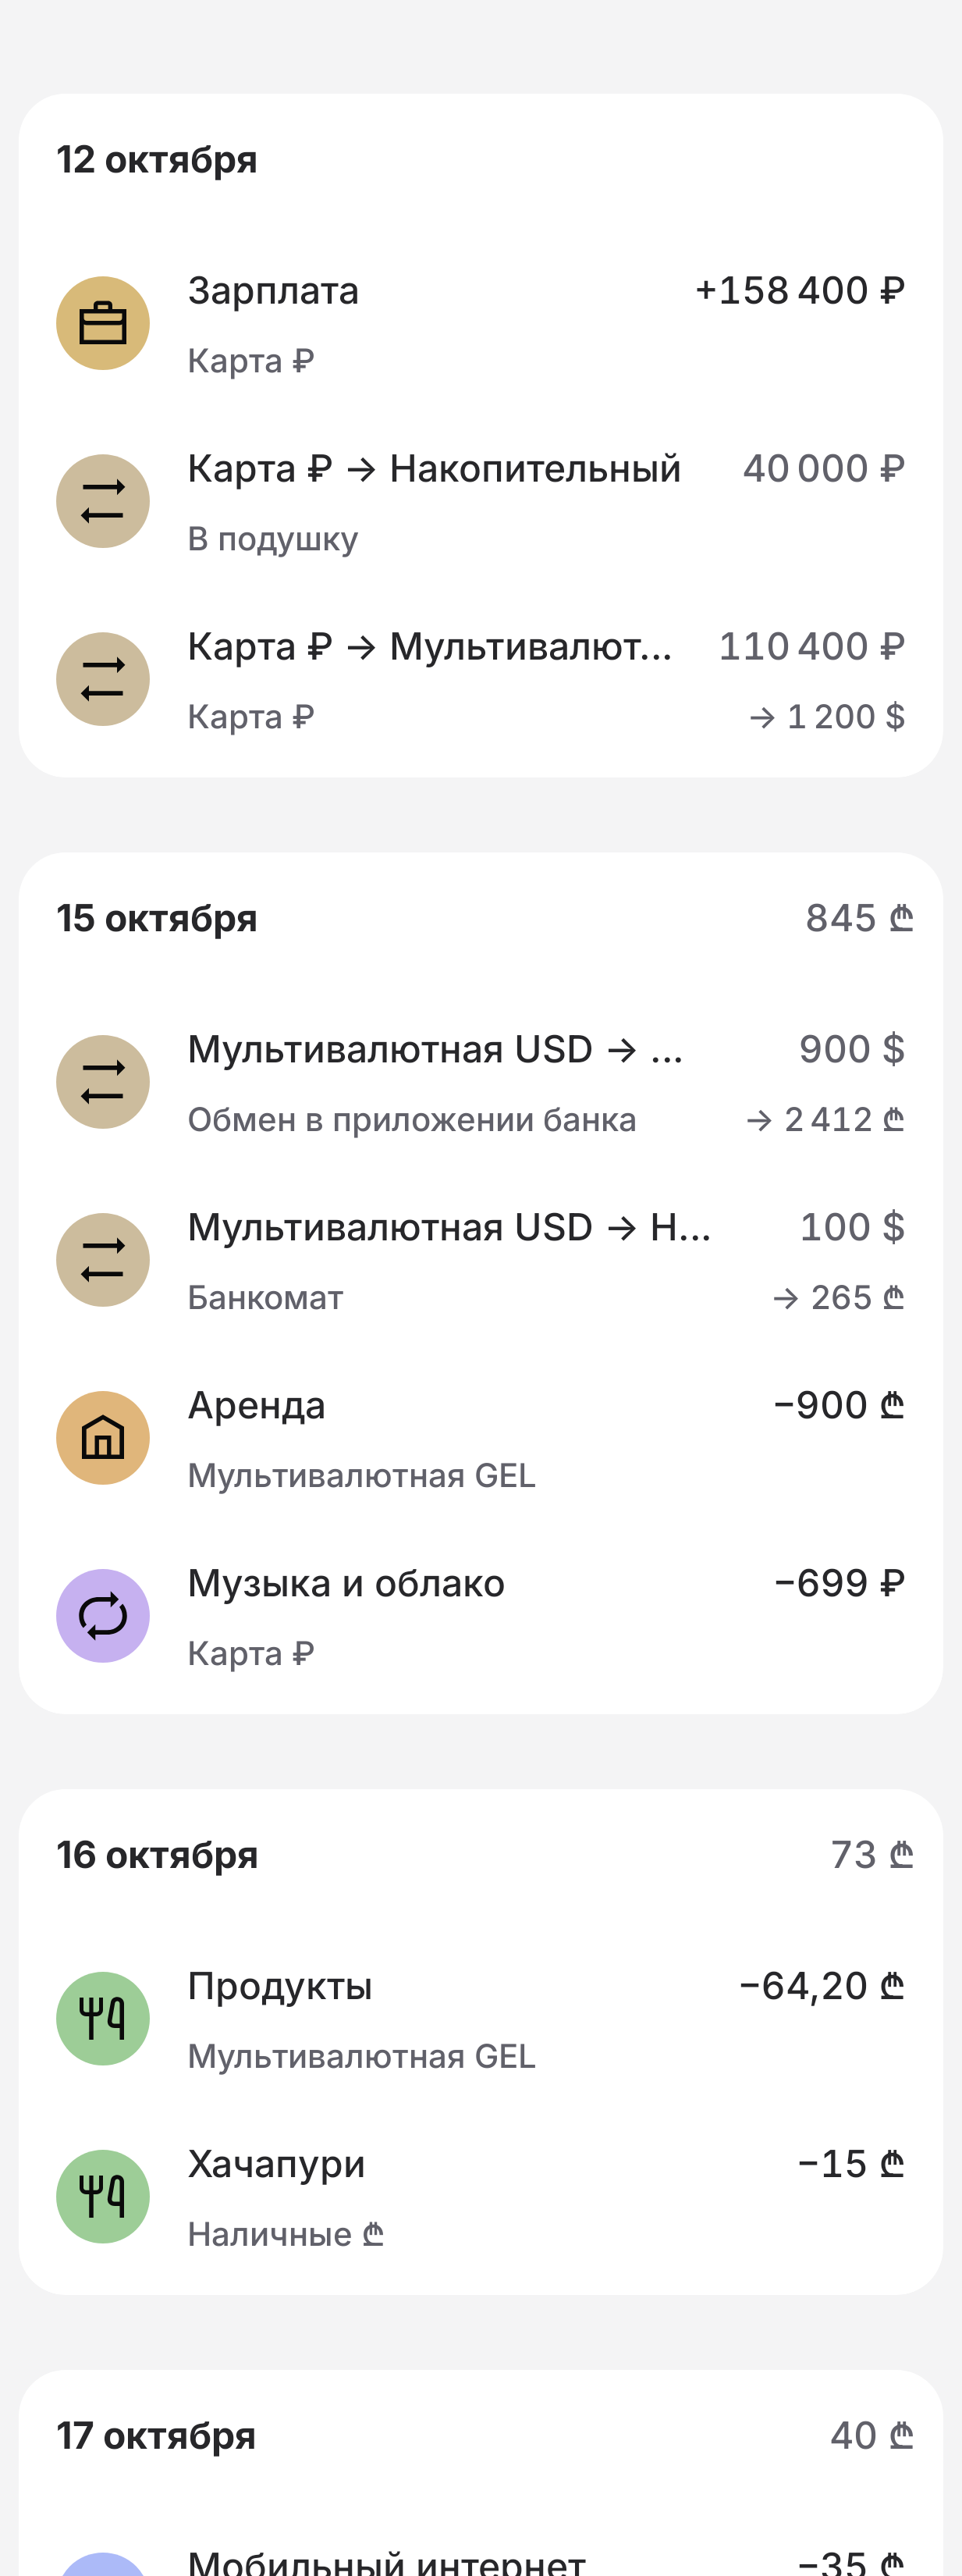 12 октября
Зарплата +158 400 ₽
Карта ₽
Карта ₽ → Накопительный 40 000 ₽
В подушку
Карта ₽ → Мультивалют... 110 400 ₽
Карта ₽ → 1 200 $
15 октября 845 ₾
Мультивалютная USD → ... 900 $
Обмен в приложении банка → 2 412 ₾
Мультивалютная USD → Н... 100 $
Банкомат → 265 ₾
Аренда −900 ₾
Мультивалютная GEL
Музыка и облако −699 ₽
Карта ₽
16 октября 73 ₾
Продукты −64,20 ₾
Мультивалютная GEL
Хачапури −15 ₾
Наличные ₾
17 октября 40 ₾
Мобильный интернет −35 ₾